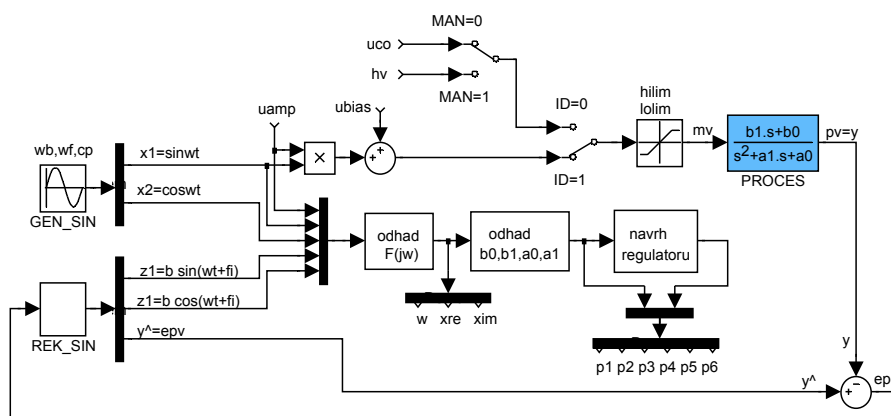 MAN=0
uco
hv
MAN=1
uamp
ubias
ID=0
ID=1
hilim
lolim
mv
b1.s+b0
s2+a1.s+a0
PROCES
pv=y
wb,wf,cp
GEN_SIN
x1=sinwt
x2=coswt
×
++
odhad
F(jw)
odhad
b0,b1,a0,a1
navrh
regulatoru
z1=b sin(wt+fi)
z1=b cos(wt+fi)
y^=epv
REK_SIN
w xre xim
p1 p2 p3 p4 p5 p6
y
y^
+−
ep